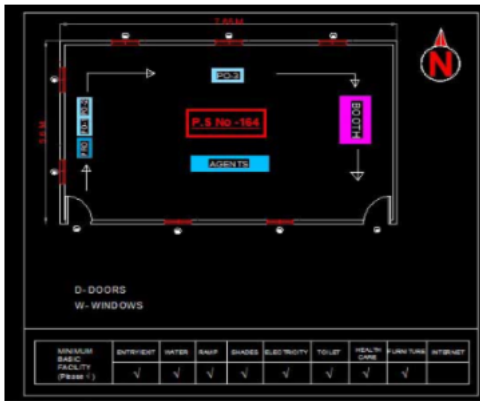 7.65 M
N
PO-3
P.S No -164
BOOTH
AGENTS
D- DOORS
W- WINDOWS
MINIMUM BASIC FACILITY (Please √) ENTRY/EXIT WATER RAMP SHADES ELECTRICITY TOILET HEALTH CARE FURNITURE INTERNET
√ √ √ √ √ √ √ √